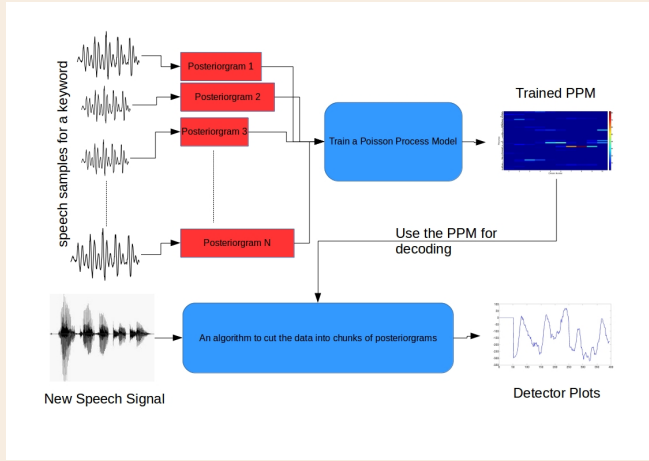 speech samples for a keyword
Posteriorgram 1
Posteriorgram 2
Posteriorgram 3
Posteriorgram N
Train a Poisson Process Model
Trained PPM
Use the PPM for
decoding
An algorithm to cut the data into chunks of posteriorgrams
New Speech Signal
Detector Plots